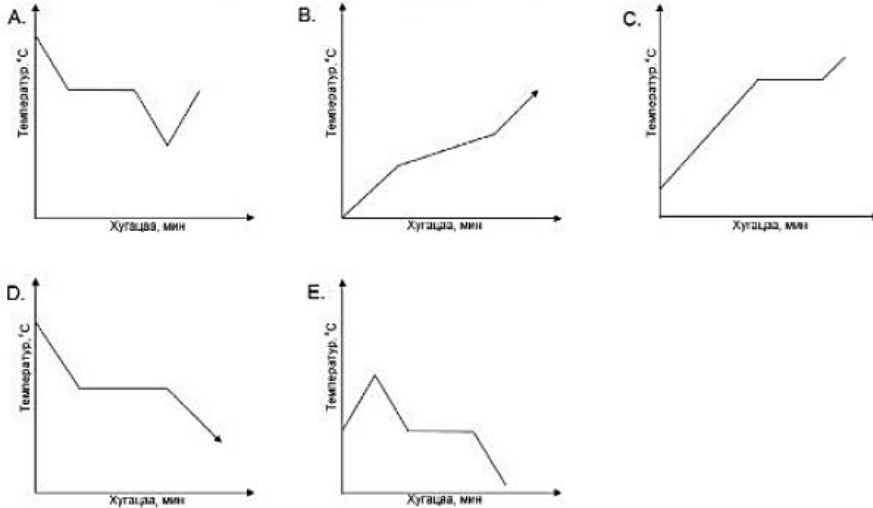 A.
Температур,°C
Хугацаа, мин
B.
Температур,°C
Хугацаа, мин
C.
Температур,°C
Хугацаа, мин
D.
Температур,°C
Хугацаа, мин
E.
Температур,°C
Хугацаа, мин